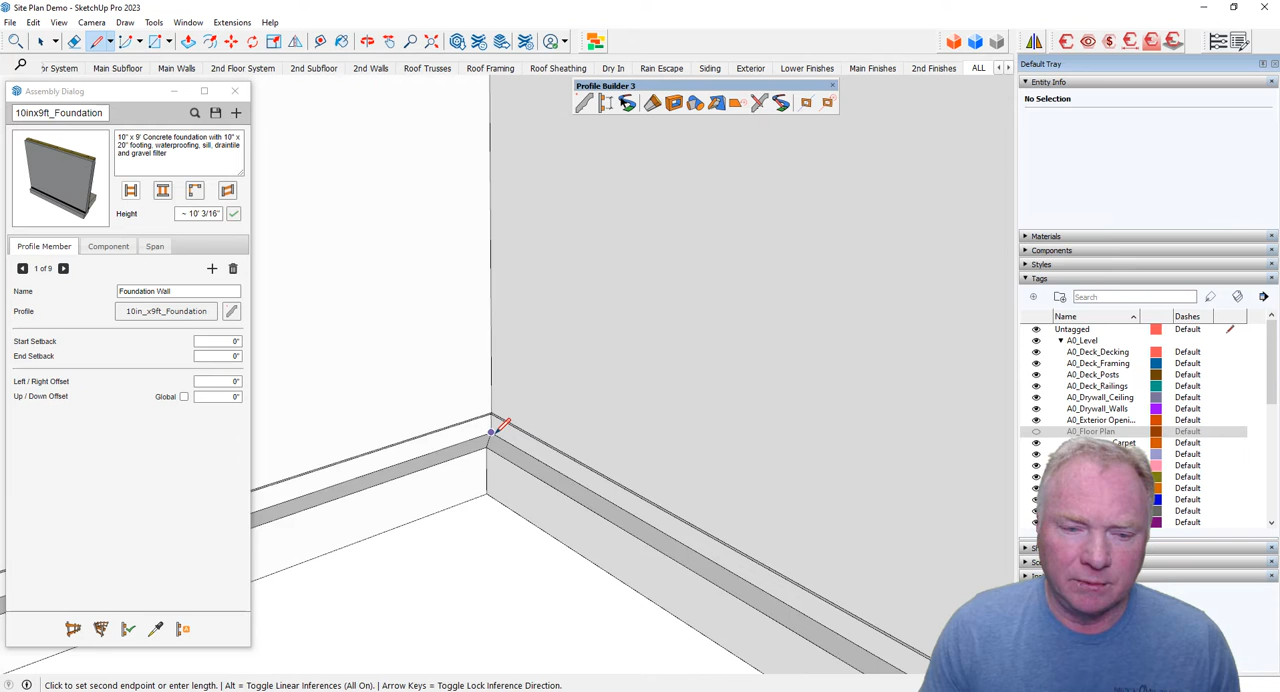 Site Plan Demo - SketchUp Pro 2023
File Edit View Camera Draw Tools Window Extensions Help
or System Main Subfloor Main Walls 2nd Floor System 2nd Subfloor 2nd Walls Roof Trusses Roof Framing Roof Sheathing Dry In Rain Escape Siding Exterior Lower Finishes Main Finishes 2nd Finishes ALL
Assembly Dialog
10inx9ft_Foundation
10" x 9' Concrete foundation with 10" x
20" footing, waterproofing, sill, draintile
and gravel filter
Height ~ 10' 3/16"
Profile Member Component Span
1 of 9
Name Foundation Wall
Profile 10in_x9ft_Foundation
Start Setback 0"
End Setback 0"
Left / Right Offset 0"
Up / Down Offset Global 0"
Profile Builder 3
Default Tray
Entity Info
No Selection
Materials
Components
Styles
Tags
Search
Name Dashes
Untagged Default
A0_Level
A0_Deck_Decking Default
A0_Deck_Framing Default
A0_Deck_Posts Default
A0_Deck_Railings Default
A0_Drywall_Ceiling Default
A0_Drywall_Walls Default
A0_Exterior Openi... Default
A0_Floor Plan Default
Carpet Default
Default
Default
Default
Default
Default
Default
Default
Click to set second endpoint or enter length. | Alt = Toggle Linear Inferences (All On). | Arrow Keys = Toggle Lock Inference Direction.